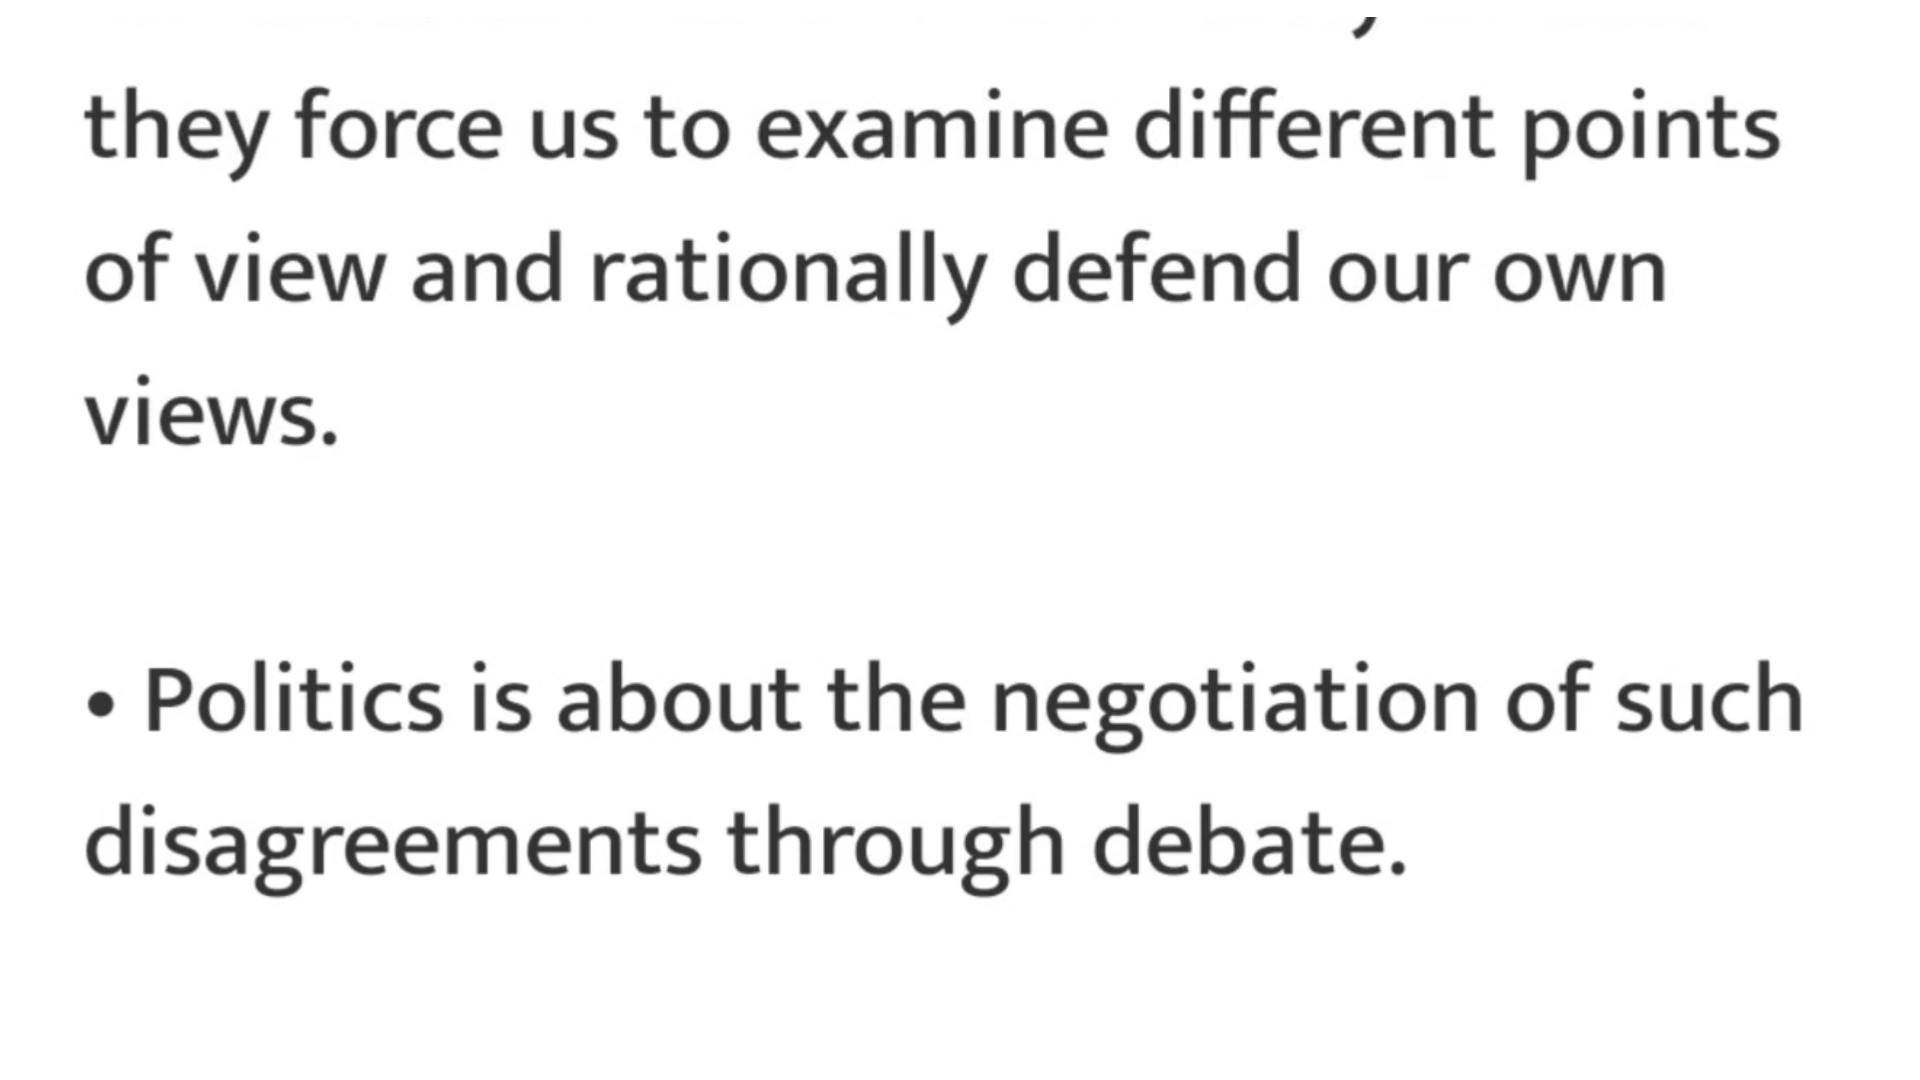 they force us to examine different points
of view and rationally defend our own
views.
• Politics is about the negotiation of such
disagreements through debate.